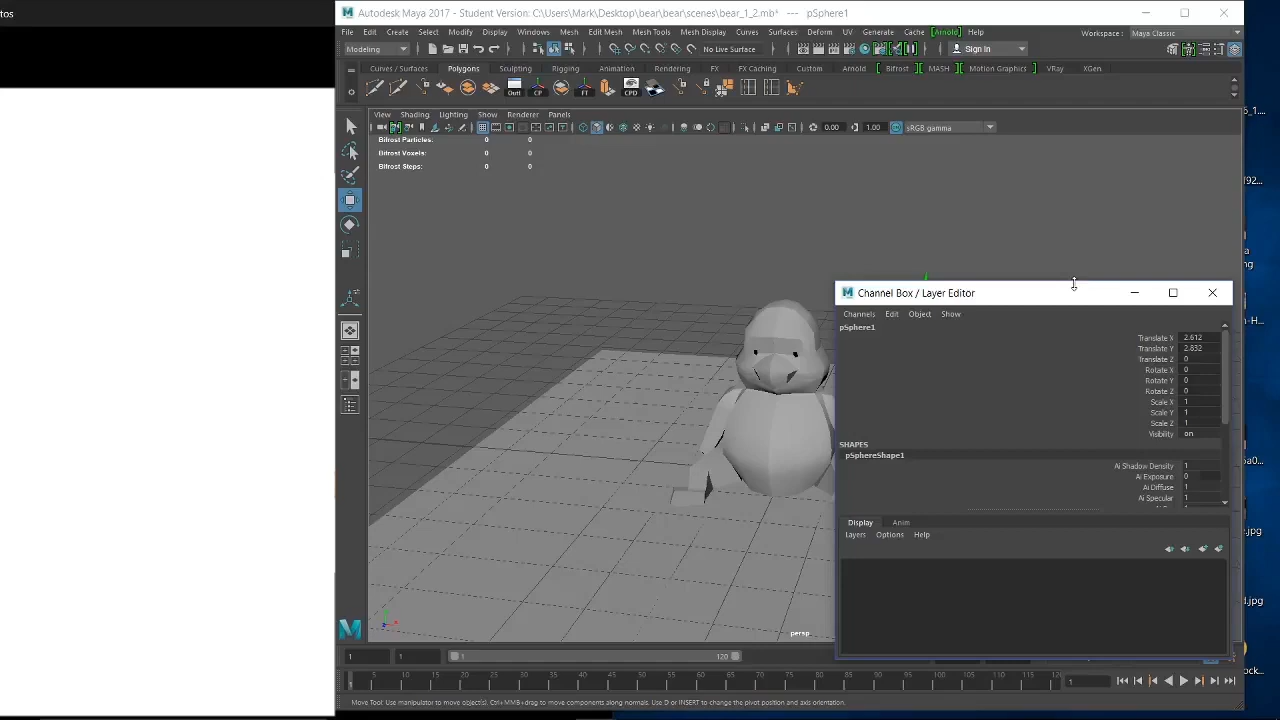 tos
Autodesk Maya 2017 - Student Version: C:\Users\Mark\Desktop\bear\bear\scenes\bear_1_2.mb* --- pSphere1
File Edit Create Select Modify Display Windows Mesh Edit Mesh Mesh Tools Mesh Display Curves Surfaces Deform UV Generate Cache [Arnold] Help
Workspace : Maya Classic
Modeling
No Live Surface
Sign In
Curves / Surfaces Polygons Sculpting Rigging Animation Rendering FX FX Caching Custom Arnold Bifrost MASH Motion Graphics VRay XGen
Outl CP FT CPD
View Shading Lighting Show Renderer Panels
0.00 1.00 sRGB gamma
Bifrost Particles: 0 0
Bifrost Voxels: 0 0
Bifrost Steps: 0 0
Channel Box / Layer Editor
Channels Edit Object Show
pSphere1
Translate X 2.612
Translate Y 2.832
Translate Z 0
Rotate X 0
Rotate Y 0
Rotate Z 0
Scale X 1
Scale Y 1
Scale Z 1
Visibility on
SHAPES
pSphereShape1
Ai Shadow Density 1
Ai Exposure 0
Ai Diffuse 1
Ai Specular 1
Display Anim
Layers Options Help
persp
1 1 1 120
5 10 15 20 25 30 35 40 45 50 55 60 65 70 75 80 85 90 95 100 105 110 115 12
1 1
Move Tool: Use manipulator to move object(s). Ctrl+MMB+drag to move components along normals. Use D or INSERT to change the pivot position and axis orientation.